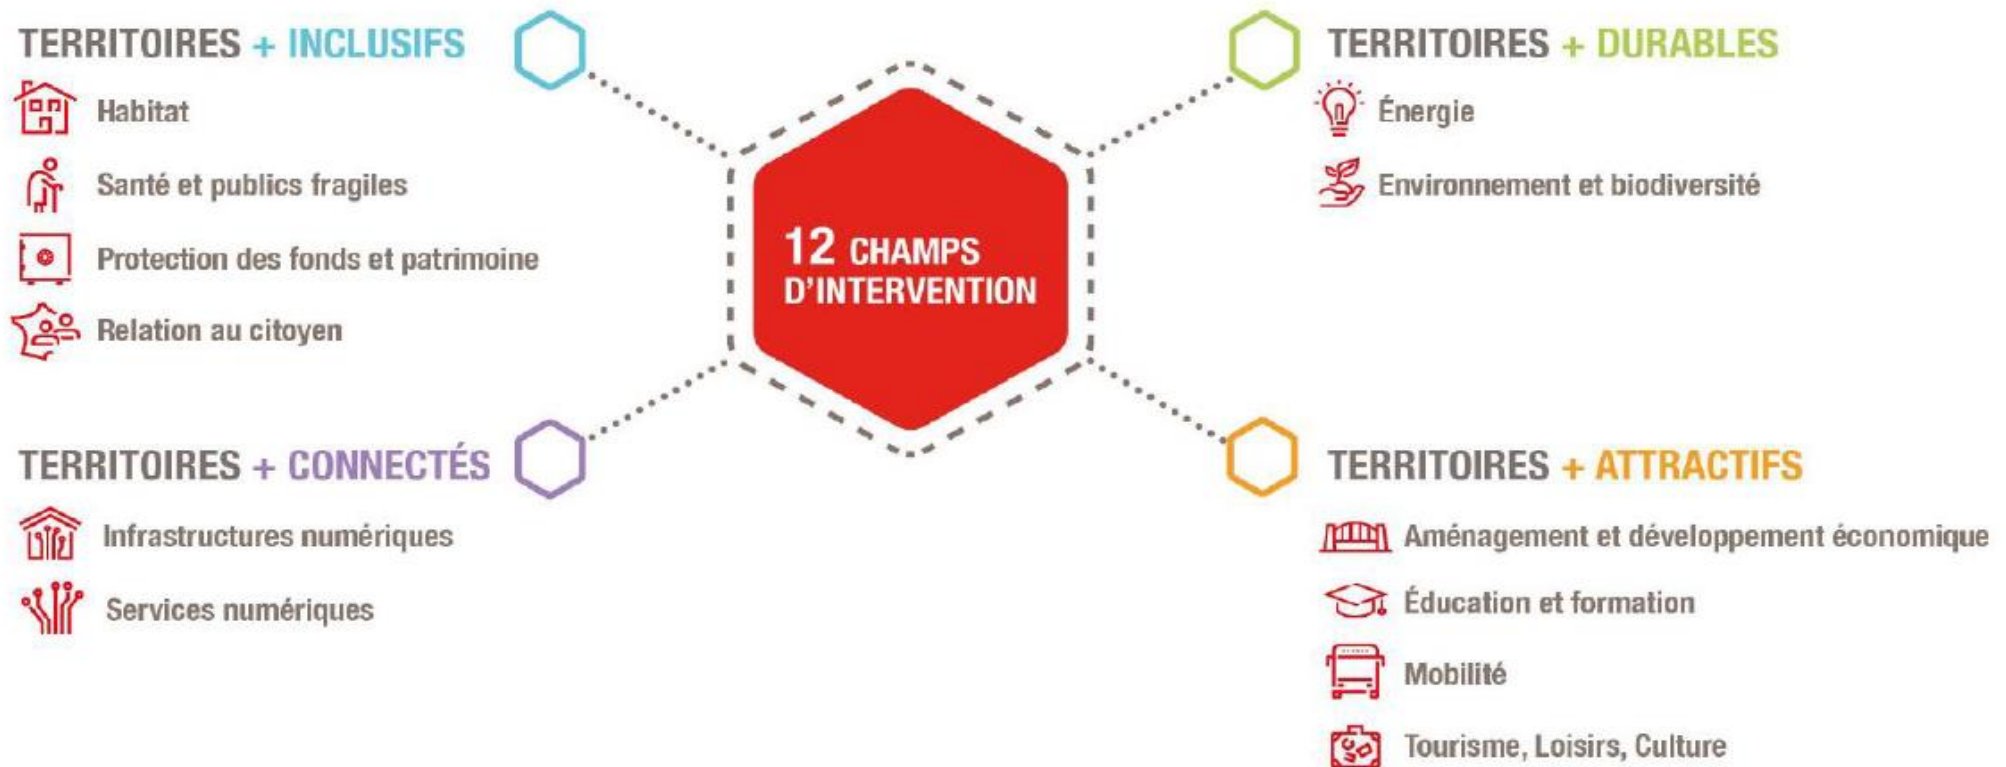 TERRITOIRES + INCLUSIFS
Habitat
Santé et publics fragiles
Protection des fonds et patrimoine
Relation au citoyen
TERRITOIRES + DURABLES
Énergie
Environnement et biodiversité
12 CHAMPS
D'INTERVENTION
TERRITOIRES + CONNECTÉS
Infrastructures numériques
Services numériques
TERRITOIRES + ATTRACTIFS
Aménagement et développement économique
Éducation et formation
Mobilité
Tourisme, Loisirs, Culture